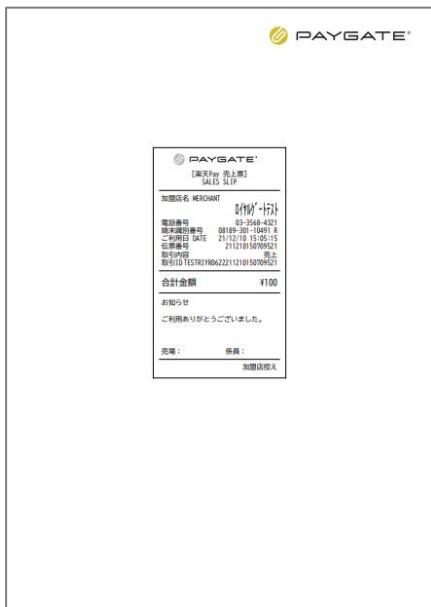 PAYGATE
PAYGATE
[楽天Pay 売上票]
SALES SLIP
加盟店名 MERCHANT
ロイヤルゲートテスト
電話番号 03-3568-4321
端末識別番号 08189-301-10491 R
ご利用日 DATE 21/12/10 15:05:15
伝票番号 211210150709521
取引内容 売上
取引ID TESTRIYR0622211210150709521
合計金額 ¥100
お知らせ
ご利用ありがとうございました。
売場： 係員：
加盟店控え